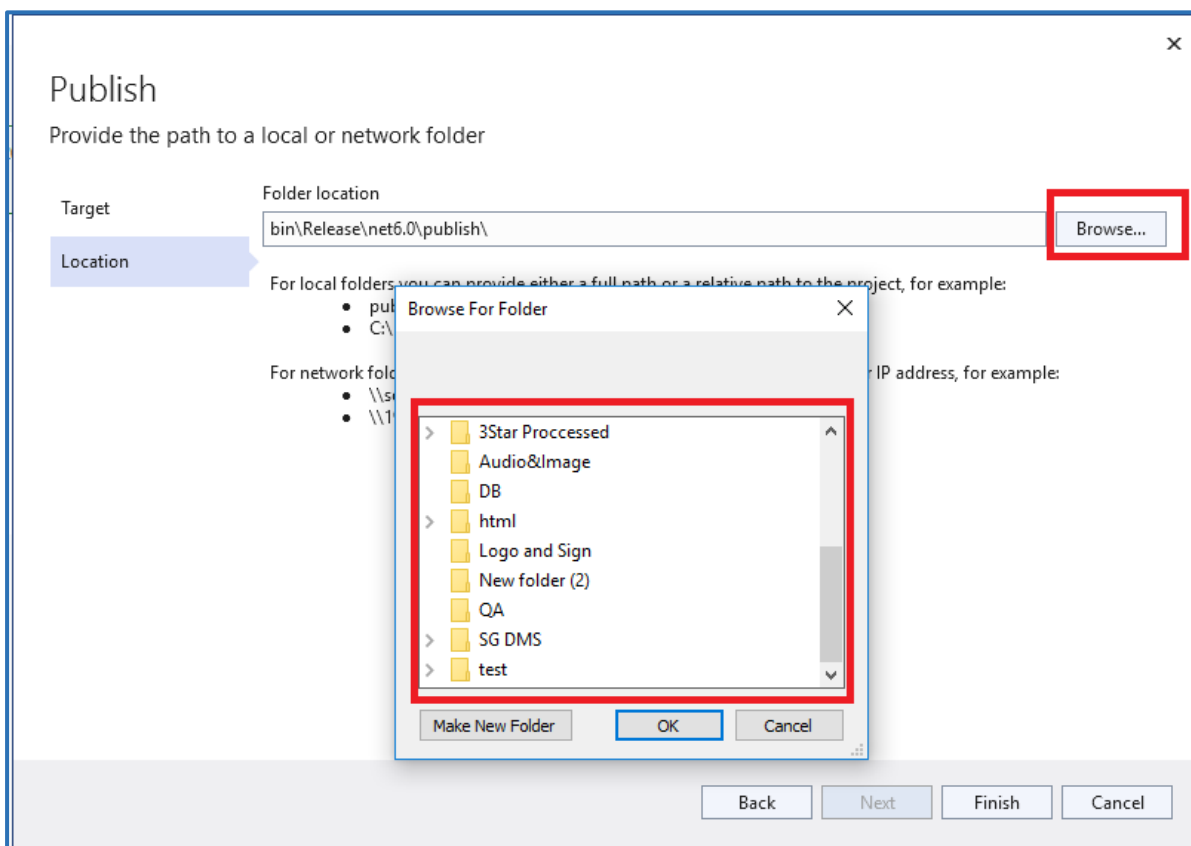 Publish
Provide the path to a local or network folder
Target
Location
Folder location
bin\Release\net6.0\publish\
Browse...
For local folders you can provide either a full path or a relative path to the project, for example:
C:\
For network
IP address, for example:
Browse For Folder
3Star Proccessed
Audio&Image
DB
html
Logo and Sign
New folder (2)
QA
SG DMS
test
Make New Folder
OK
Cancel
Back
Next
Finish
Cancel